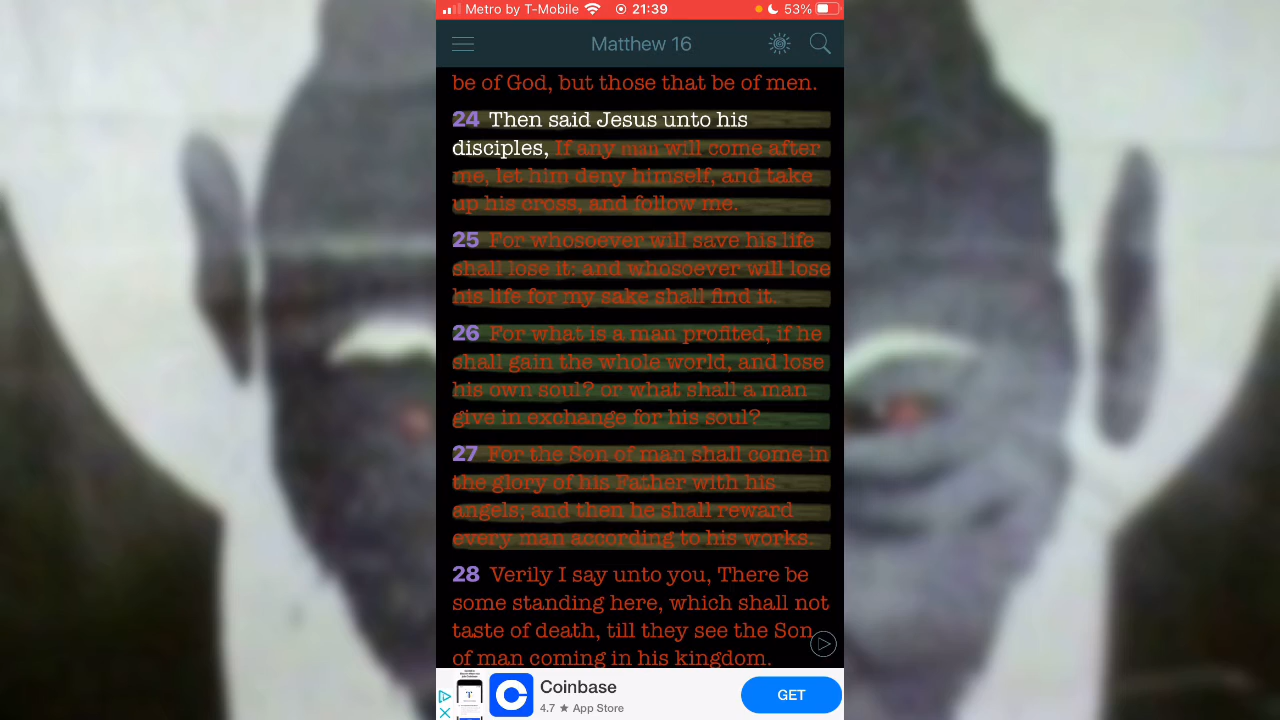 Metro by T-Mobile 21:39 53%
Matthew 16
be of God, but those that be of men.
24 Then said Jesus unto his
disciples, If any man will come after
me, let him deny himself, and take
up his cross, and follow me.
25 For whosoever will save his life
shall lose it: and whosoever will lose
his life for my sake shall find it.
26 For what is a man profited, if he
shall gain the whole world, and lose
his own soul? or what shall a man
give in exchange for his soul?
27 For the Son of man shall come in
the glory of his Father with his
angels; and then he shall reward
every man according to his works.
28 Verily I say unto you, There be
some standing here, which shall not
taste of death, till they see the Son
of man coming in his kingdom.
Coinbase
4.7 ★ App Store
GET